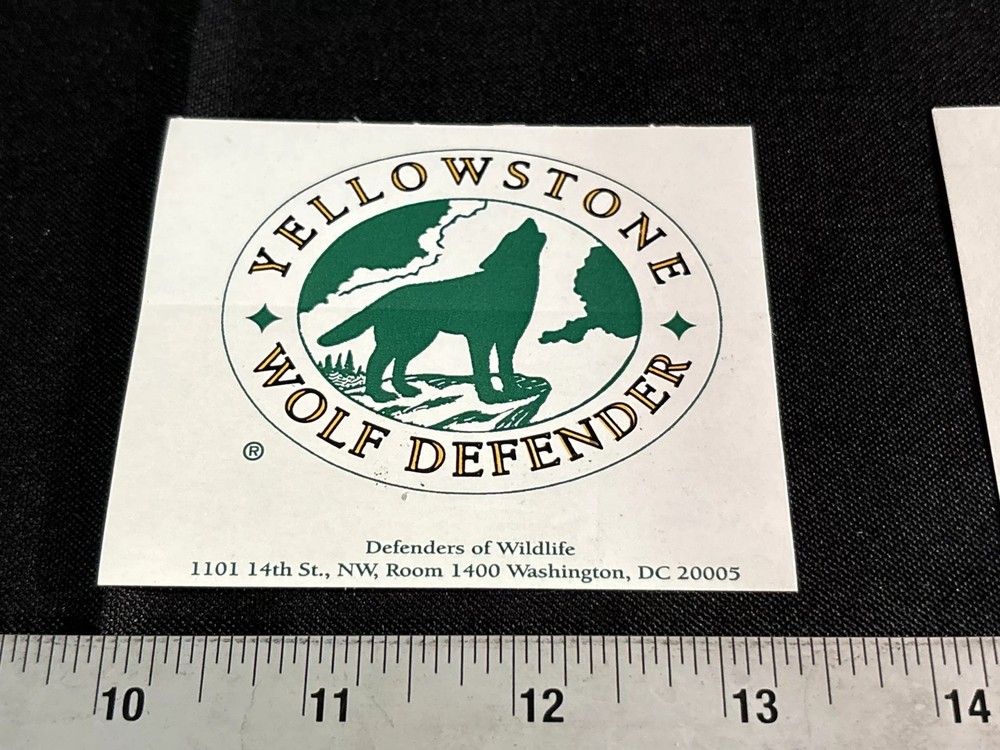 YELLOWSTONE
WOLF DEFENDER
®
Defenders of Wildlife
1101 14th St., NW, Room 1400 Washington, DC 20005
10 11 12 13 14